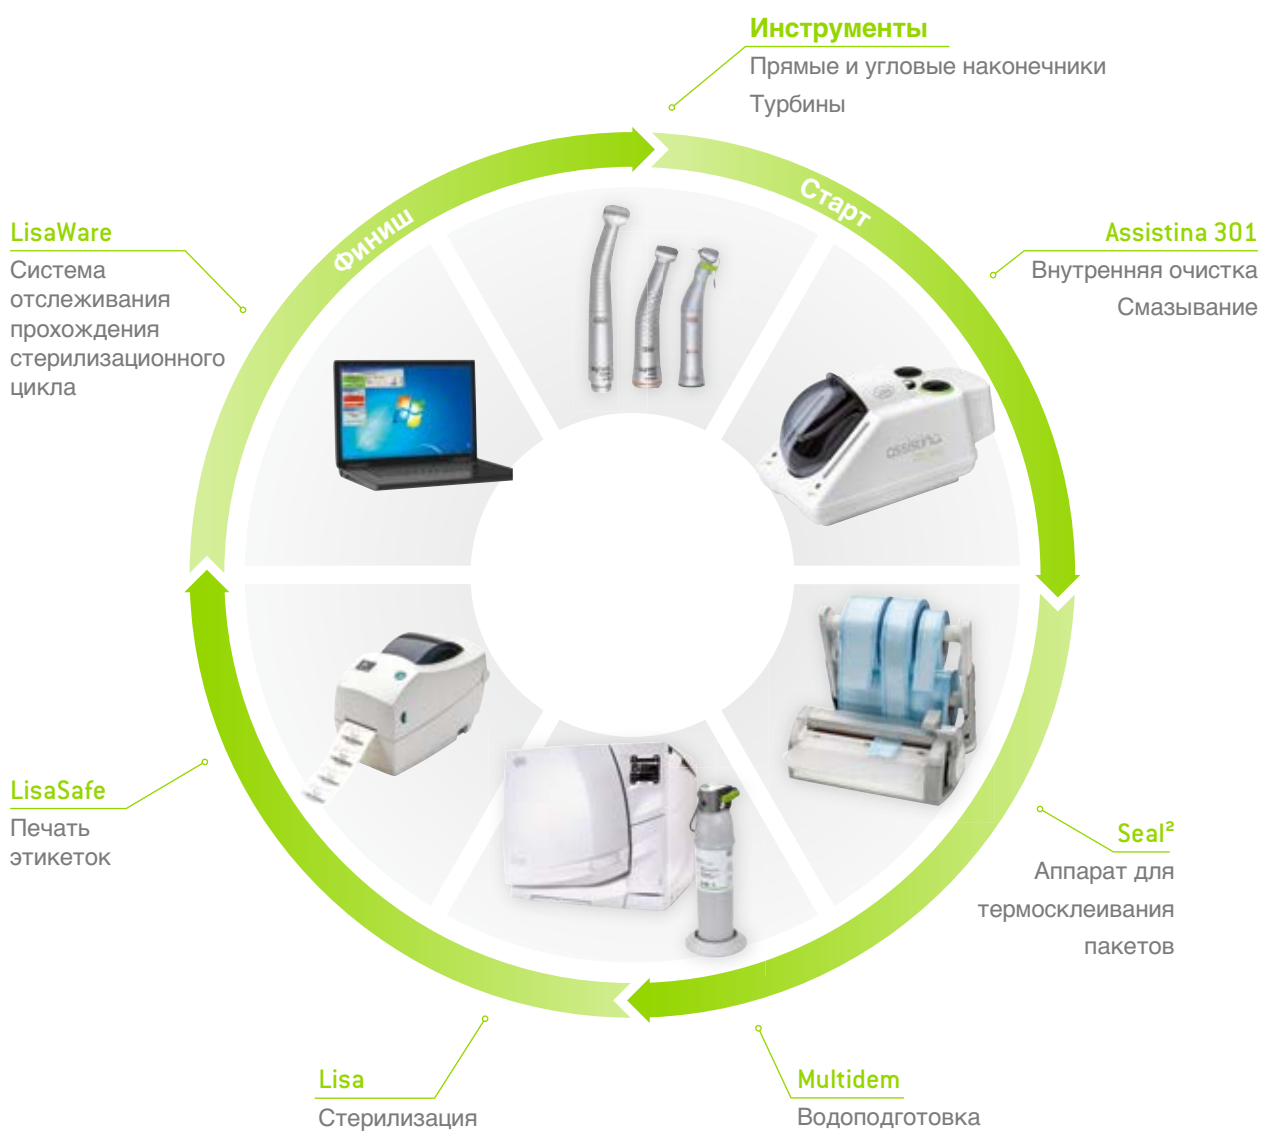 Инструменты
Прямые и угловые наконечники
Турбины
Старт
Финиш
LisaWare
Система
отслеживания
прохождения
стерилизационного
цикла
Assistina 301
Внутренняя очистка
Смазывание
assistina
LisaSafe
Печать
этикеток
Seal²
Аппарат для
термосклеивания
пакетов
Lisa
Стерилизация
Multidem
Водоподготовка